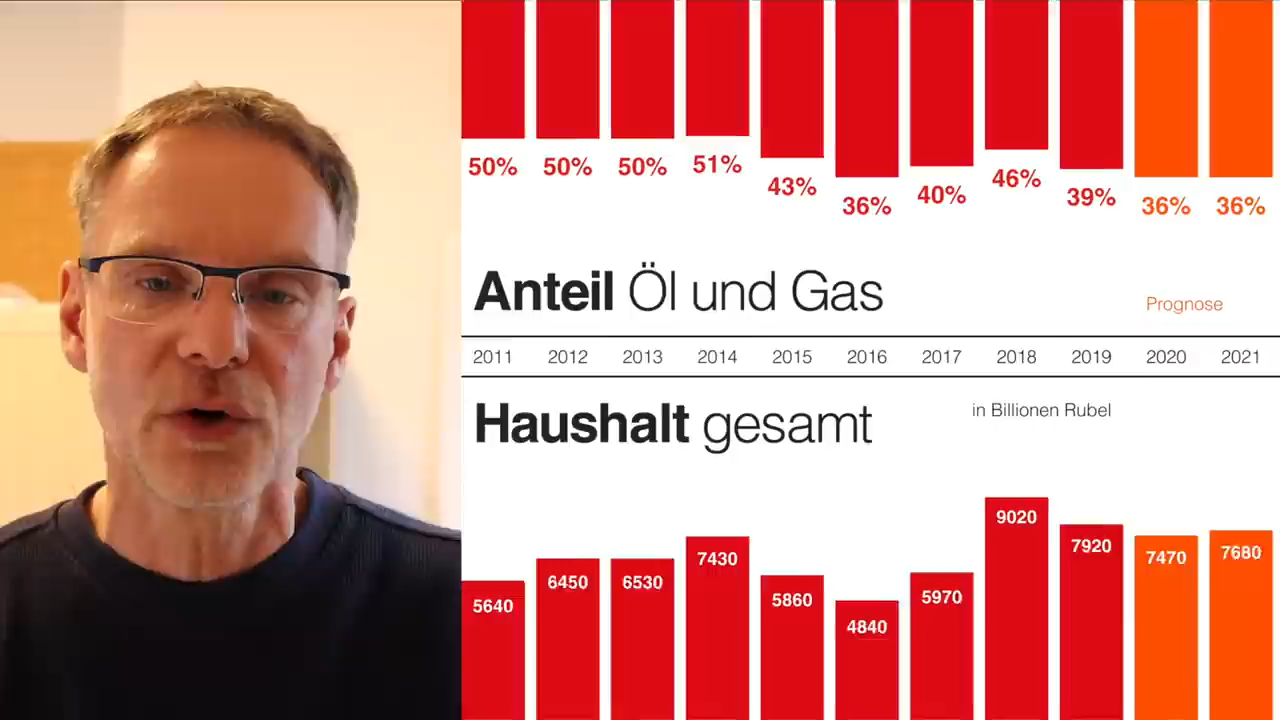 50% 50% 50% 51% 43% 36% 40% 46% 39% 36% 36%
Anteil Öl und Gas
Prognose
2011 2012 2013 2014 2015 2016 2017 2018 2019 2020 2021
Haushalt gesamt
in Billionen Rubel
5640 6450 6530 7430 5860 4840 5970 9020 7920 7470 7680